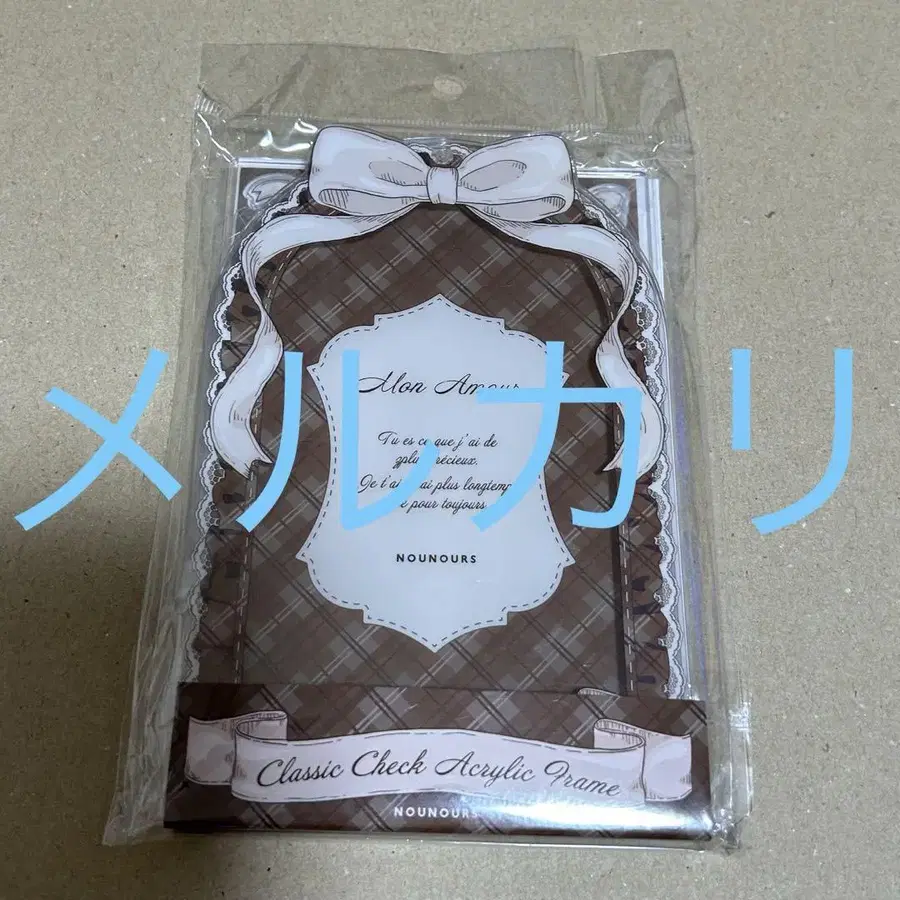 Mon Amour
メルカリ
Tu es ce que j'ai de
plus précieux.
Je t'aimerai plus longtemps
pour toujours
NOUNOURS
Classic Check Acrylic Frame
NOUNOURS